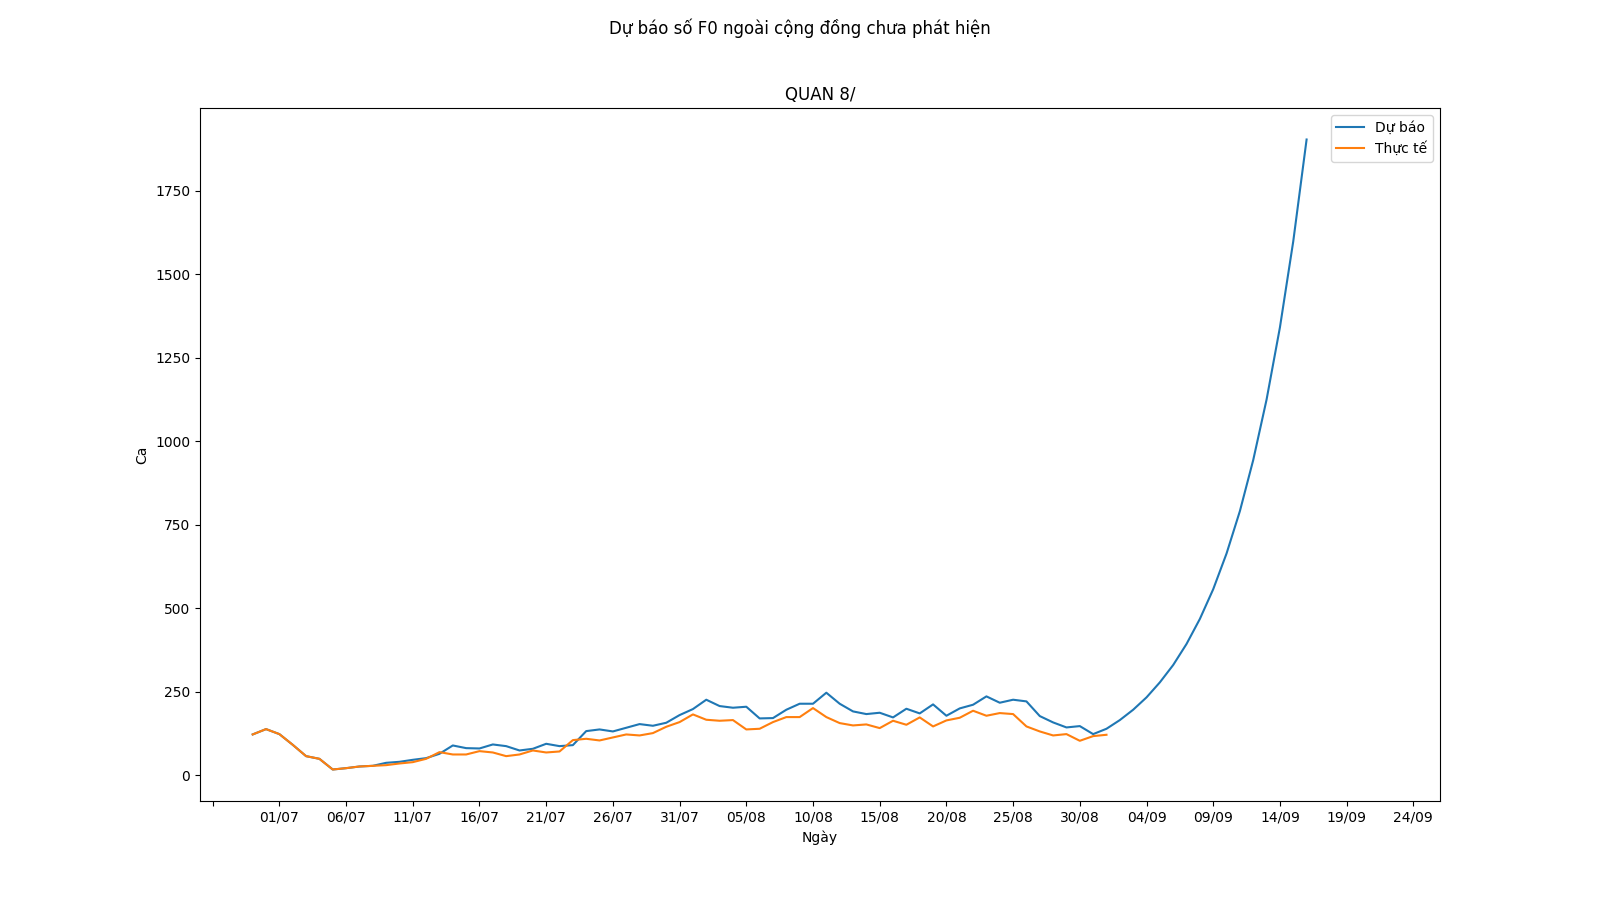 Dự báo số F0 ngoài cộng đồng chưa phát hiện
QUAN 8/
Dự báo
Thực tế
1750
1500
1250
1000
750
500
250
0
Ca
01/07 06/07 11/07 16/07 21/07 26/07 31/07 05/08 10/08 15/08 20/08 25/08 30/08 04/09 09/09 14/09 19/09 24/09
Ngày